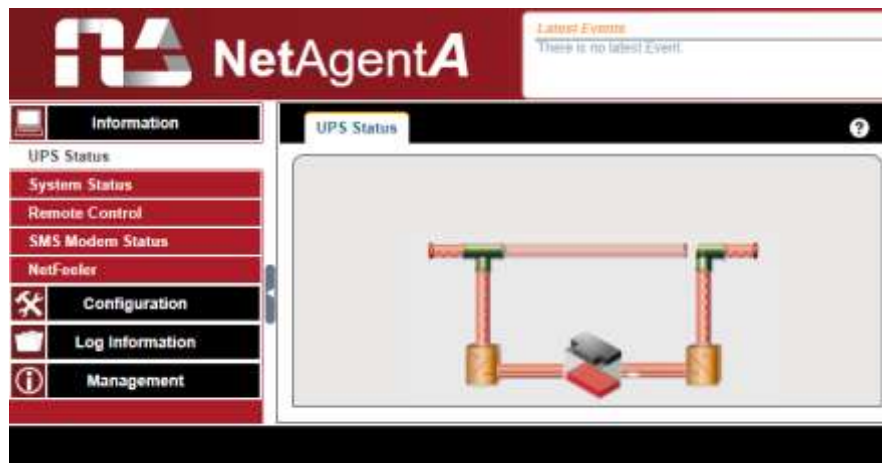 NetAgentA
Latest Events
There is no latest Event.
Information
UPS Status
UPS Status
System Status
Remote Control
SMS Modem Status
NetFeeler
Configuration
Log Information
Management